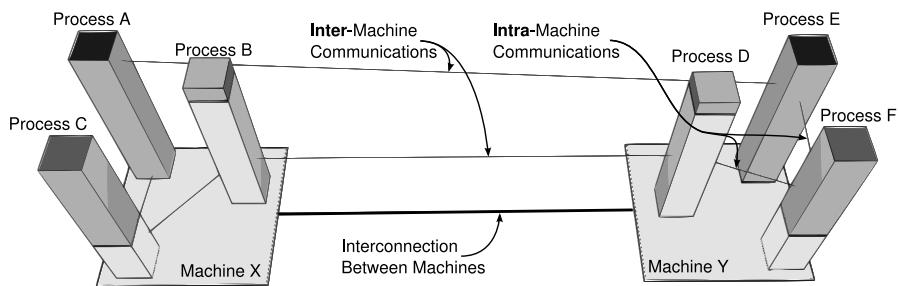 Process A
Process B
Process C
Inter-Machine
Communications
Intra-Machine
Communications
Process D
Process E
Process F
Machine X
Interconnection
Between Machines
Machine Y